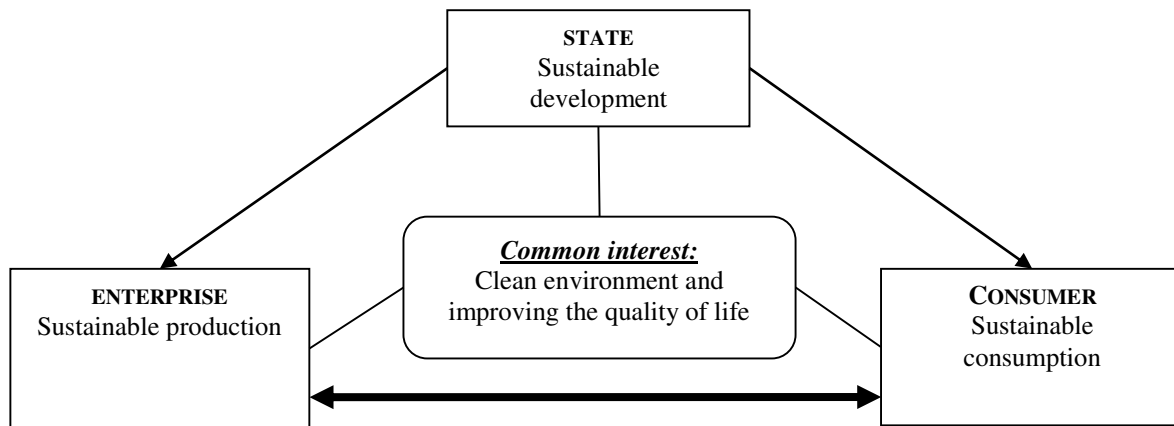 STATE
Sustainable
development
Common interest:
Clean environment and
improving the quality of life
ENTERPRISE
Sustainable production
CONSUMER
Sustainable
consumption